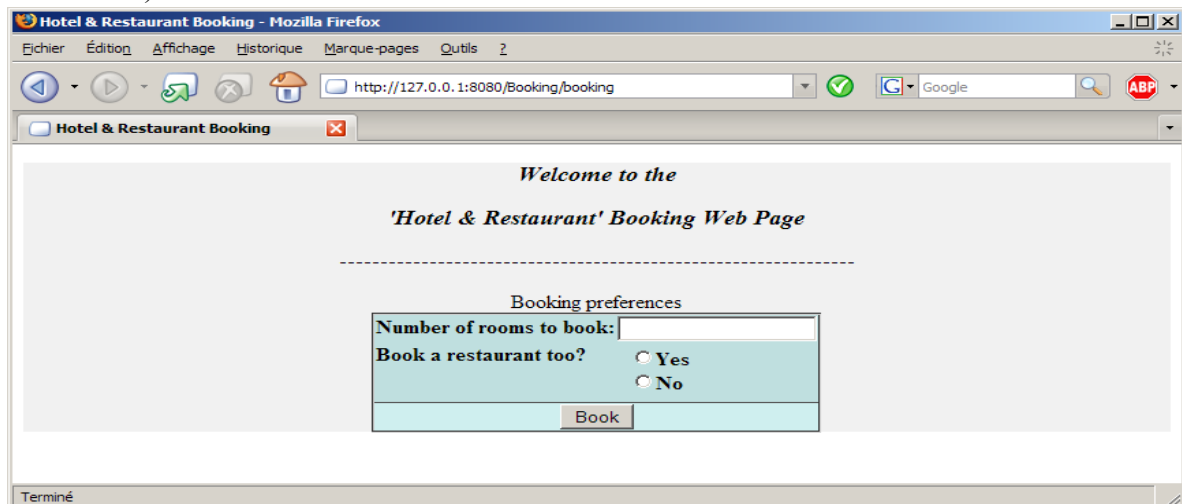 Hotel & Restaurant Booking - Mozilla Firefox
Fichier Édition Affichage Historique Marque-pages Outils ?
http://127.0.0.1:8080/Booking/booking G Google ABP
Hotel & Restaurant Booking
Welcome to the
'Hotel & Restaurant' Booking Web Page
---------------------------------------------------------------
Booking preferences
Number of rooms to book:
Book a restaurant too? Yes
No
Book
Terminé